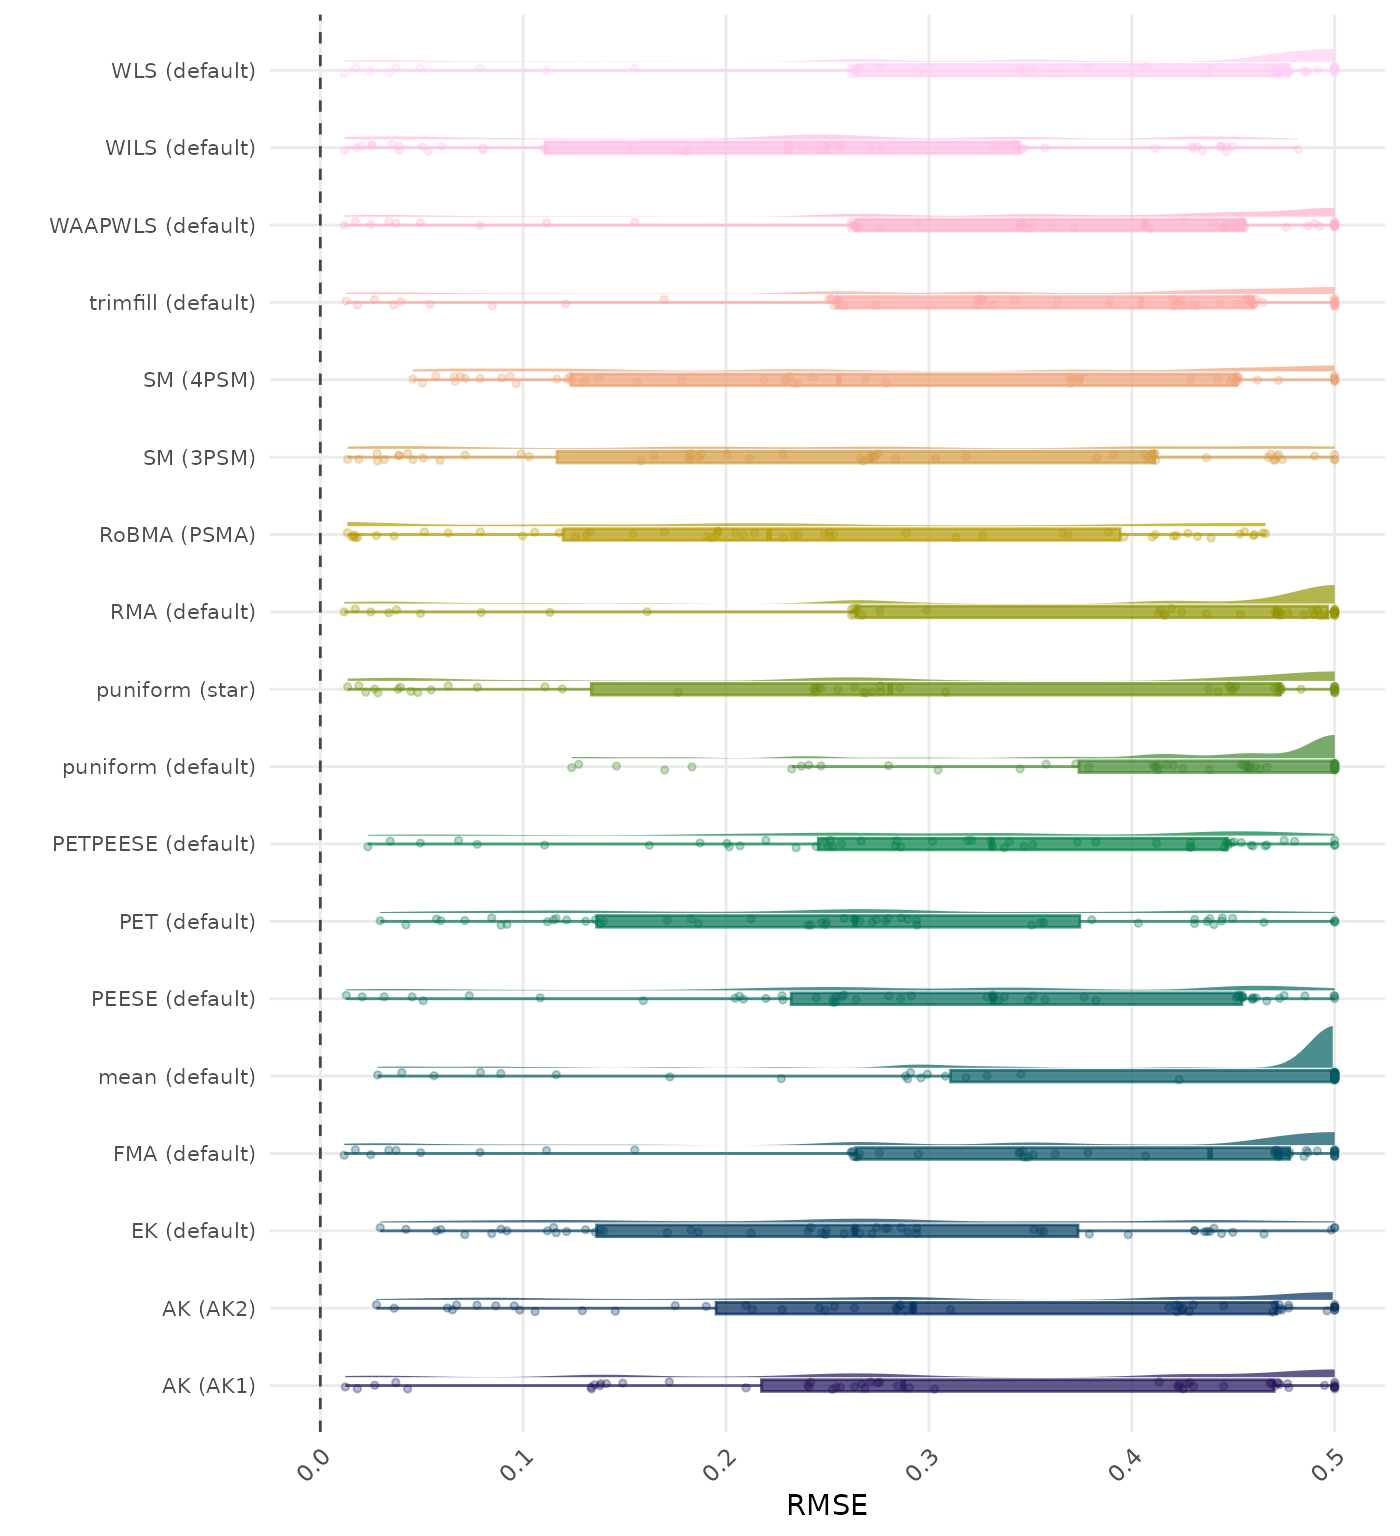 WLS (default)
WILS (default)
WAAPWLS (default)
trimfill (default)
SM (4PSM)
SM (3PSM)
RoBMA (PSMA)
RMA (default)
puniform (star)
puniform (default)
PETPEESE (default)
PET (default)
PEESE (default)
mean (default)
FMA (default)
EK (default)
AK (AK2)
AK (AK1)
0.0 0.1 0.2 0.3 0.4 0.5
RMSE